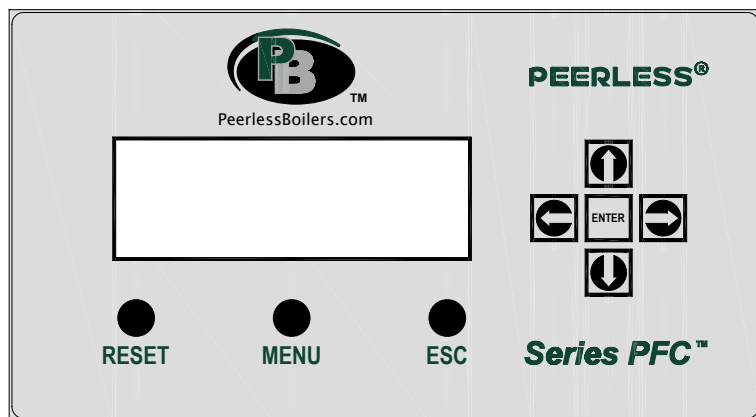 PB
TM
PeerlessBoilers.com
PEERLESS®
ENTER
RESET
MENU
ESC
Series PFC™